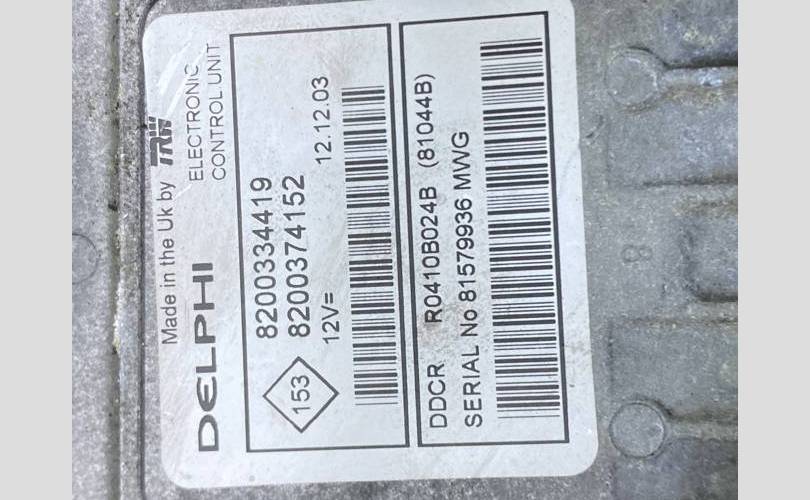 Made in the Uk by TRW
DELPHI
ELECTRONIC
CONTROL UNIT
153
8200334419
8200374152
12V= 12.12.03
DDCR R0410B024B (81044B)
SERIAL No 81579936 MWG
8